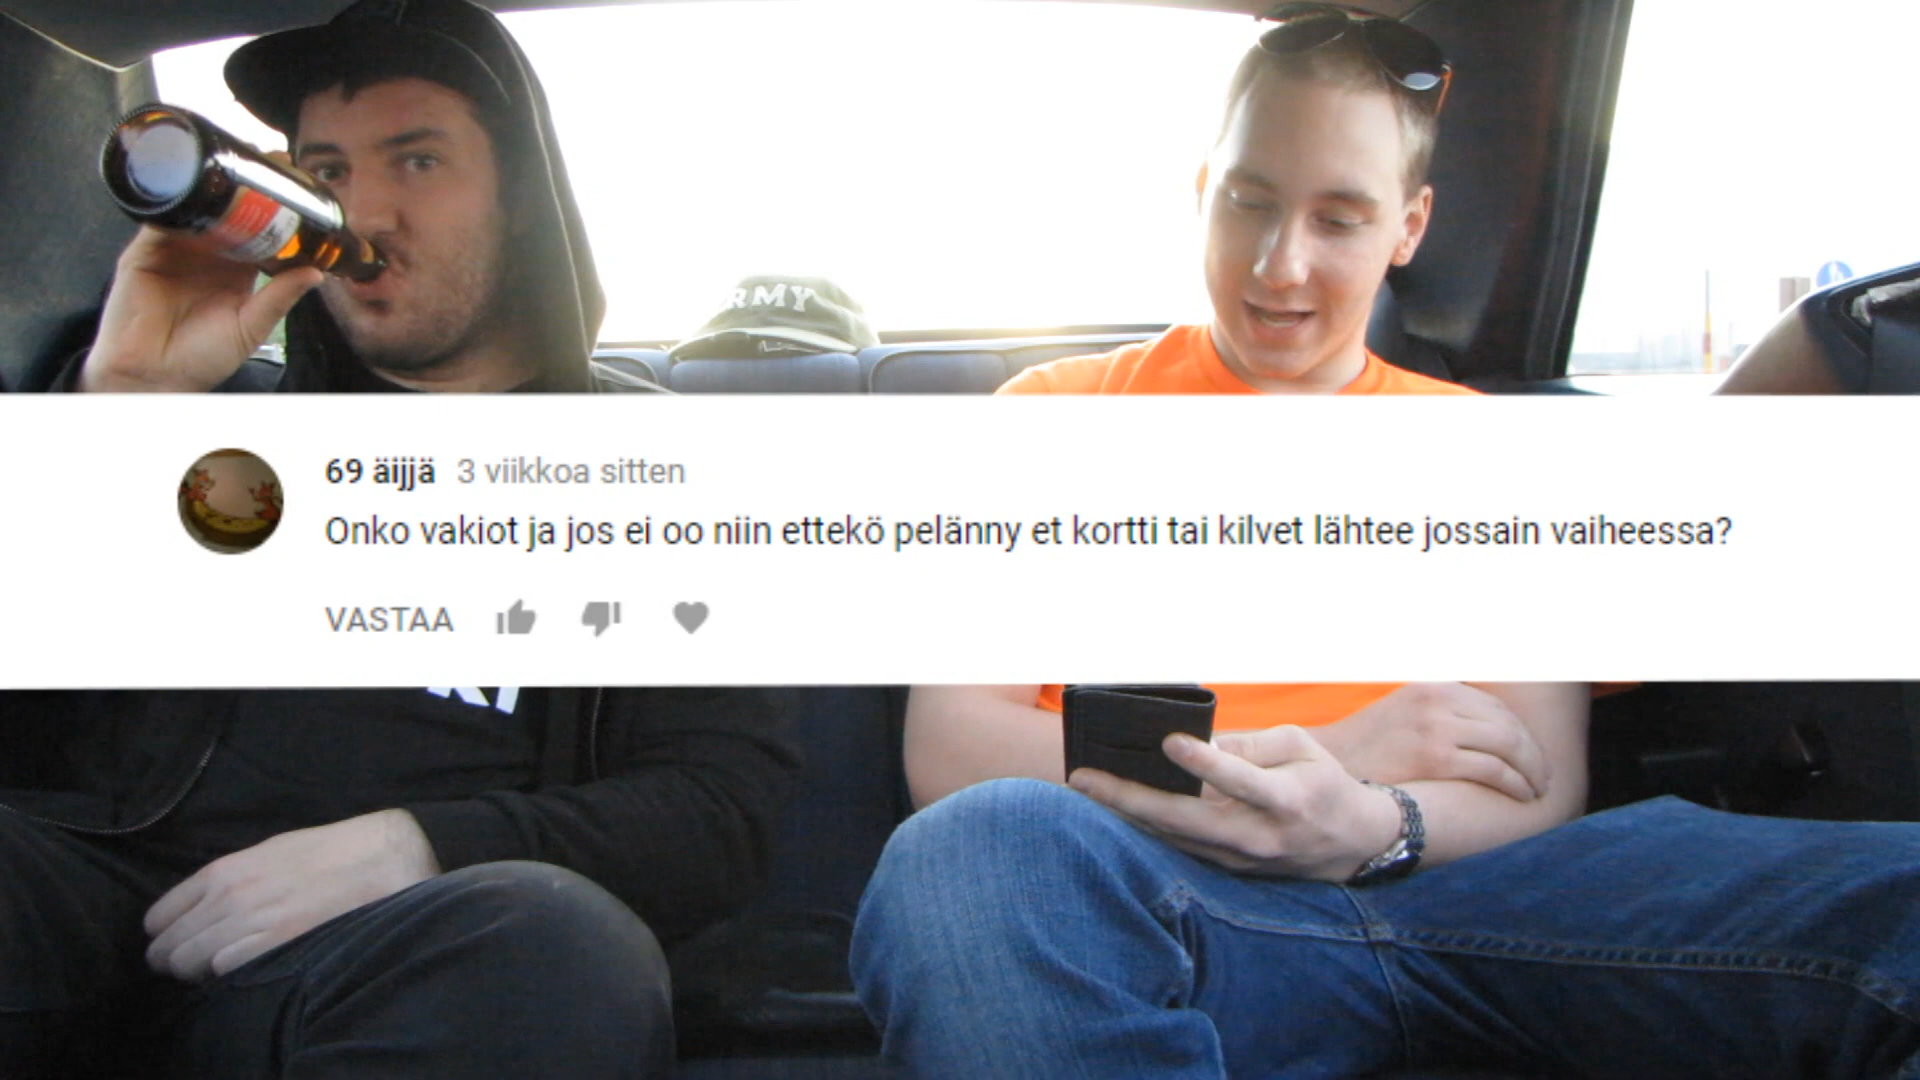 RMY
69 äijjä 3 viikkoa sitten
Onko vakiot ja jos ei oo niin ettekö pelänny et kortti tai kilvet lähtee jossain vaiheessa?
VASTAA